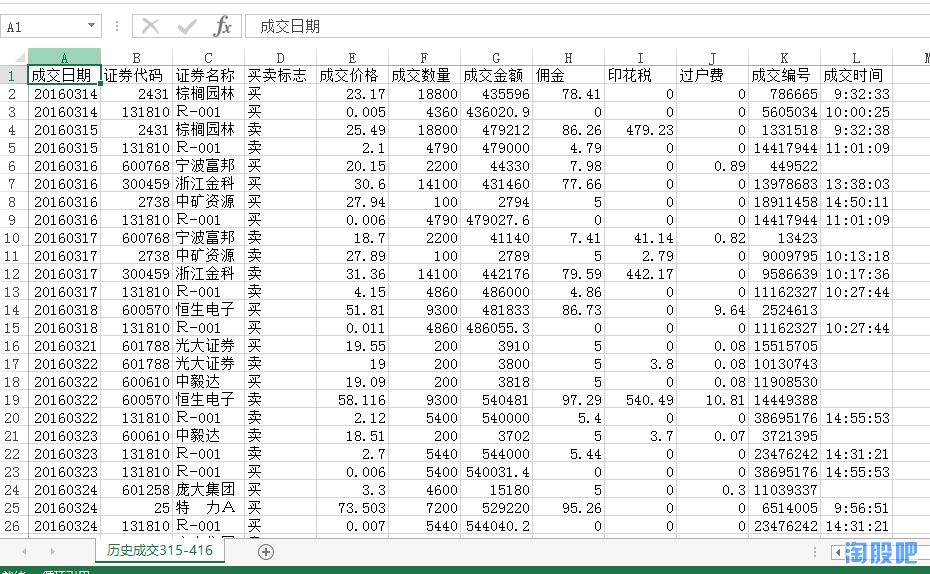 A1 fx 成交日期
A B C D E F G H I J K L M
1 成交日期 证券代码 证券名称 买卖标志 成交价格 成交数量 成交金额 佣金 印花税 过户费 成交编号 成交时间
2 20160314 2431 棕榈园林 买 23.17 18800 435596 78.41 0 0 786665 9:32:33
3 20160314 131810 R-001 买 0.005 4360 436020.9 0 0 0 5605034 10:00:25
4 20160315 2431 棕榈园林 卖 25.49 18800 479212 86.26 479.23 0 1331518 9:32:38
5 20160315 131810 R-001 卖 2.1 4790 479000 4.79 0 0 14417944 11:01:09
6 20160316 600768 宁波富邦 买 20.15 2200 44330 7.98 0 0.89 449522
7 20160316 300459 浙江金科 买 30.6 14100 431460 77.66 0 0 13978683 13:38:03
8 20160316 2738 中矿资源 买 27.94 100 2794 5 0 0 18911458 14:50:11
9 20160316 131810 R-001 买 0.006 4790 479027.6 0 0 0 14417944 11:01:09
10 20160317 600768 宁波富邦 卖 18.7 2200 41140 7.41 41.14 0.82 13423
11 20160317 2738 中矿资源 卖 27.89 100 2789 5 2.79 0 9009795 10:13:18
12 20160317 300459 浙江金科 卖 31.36 14100 442176 79.59 442.17 0 9586639 10:17:36
13 20160317 131810 R-001 卖 4.15 4860 486000 4.86 0 0 11162327 10:27:44
14 20160318 600570 恒生电子 买 51.81 9300 481833 86.73 0 9.64 2524613
15 20160318 131810 R-001 买 0.011 4860 486055.3 0 0 0 11162327 10:27:44
16 20160321 601788 光大证券 买 19.55 200 3910 5 0 0.08 15515705
17 20160322 601788 光大证券 卖 19 200 3800 5 3.8 0.08 10130743
18 20160322 600610 中毅达 买 19.09 200 3818 5 0 0.08 11908530
19 20160322 600570 恒生电子 卖 58.116 9300 540481 97.29 540.49 10.81 14449388
20 20160322 131810 R-001 卖 2.12 5400 540000 5.4 0 0 38695176 14:55:53
21 20160323 600610 中毅达 卖 18.51 200 3702 5 3.7 0.07 3721395
22 20160323 131810 R-001 卖 2.7 5440 544000 5.44 0 0 23476242 14:31:21
23 20160323 131810 R-001 买 0.006 5400 540031.4 0 0 0 38695176 14:55:53
24 20160324 601258 庞大集团 买 3.3 4600 15180 5 0 0.3 11039337
25 20160324 25 特 力A 买 73.503 7200 529220 95.26 0 0 6514005 9:56:51
26 20160324 131810 R-001 买 0.007 5440 544040.2 0 0 0 23476242 14:31:21
历史成交315-416
淘股吧